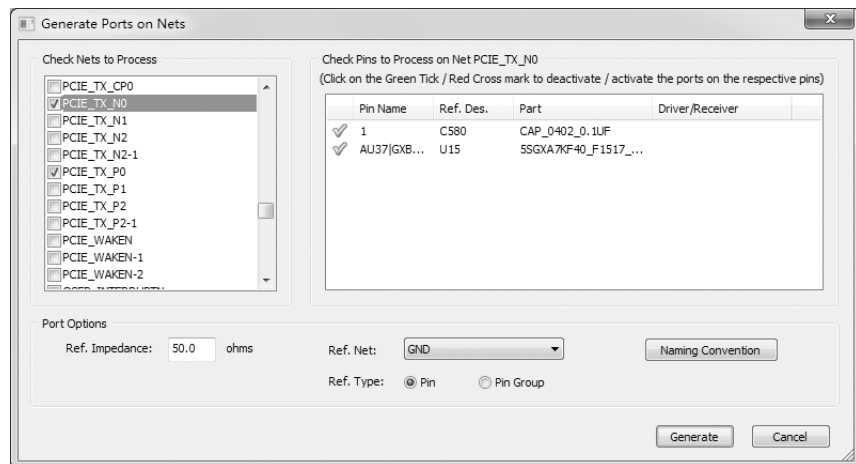 Generate Ports on Nets
Check Nets to Process
PCIE_TX_CP0
PCIE_TX_N0
PCIE_TX_N1
PCIE_TX_N2
PCIE_TX_N2-1
PCIE_TX_P0
PCIE_TX_P1
PCIE_TX_P2
PCIE_TX_P2-1
PCIE_WAKEN
PCIE_WAKEN-1
PCIE_WAKEN-2
Check Pins to Process on Net PCIE_TX_N0
(Click on the Green Tick / Red Cross mark to deactivate / activate the ports on the respective pins)
Pin Name Ref. Des. Part Driver/Receiver
1 C580 CAP_0402_0.1UF
AU37|GXB... U15 5SGXA7KF40_F1517_...
Port Options
Ref. Impedance: 50.0 ohms
Ref. Net: GND
Naming Convention
Ref. Type: Pin Pin Group
Generate Cancel